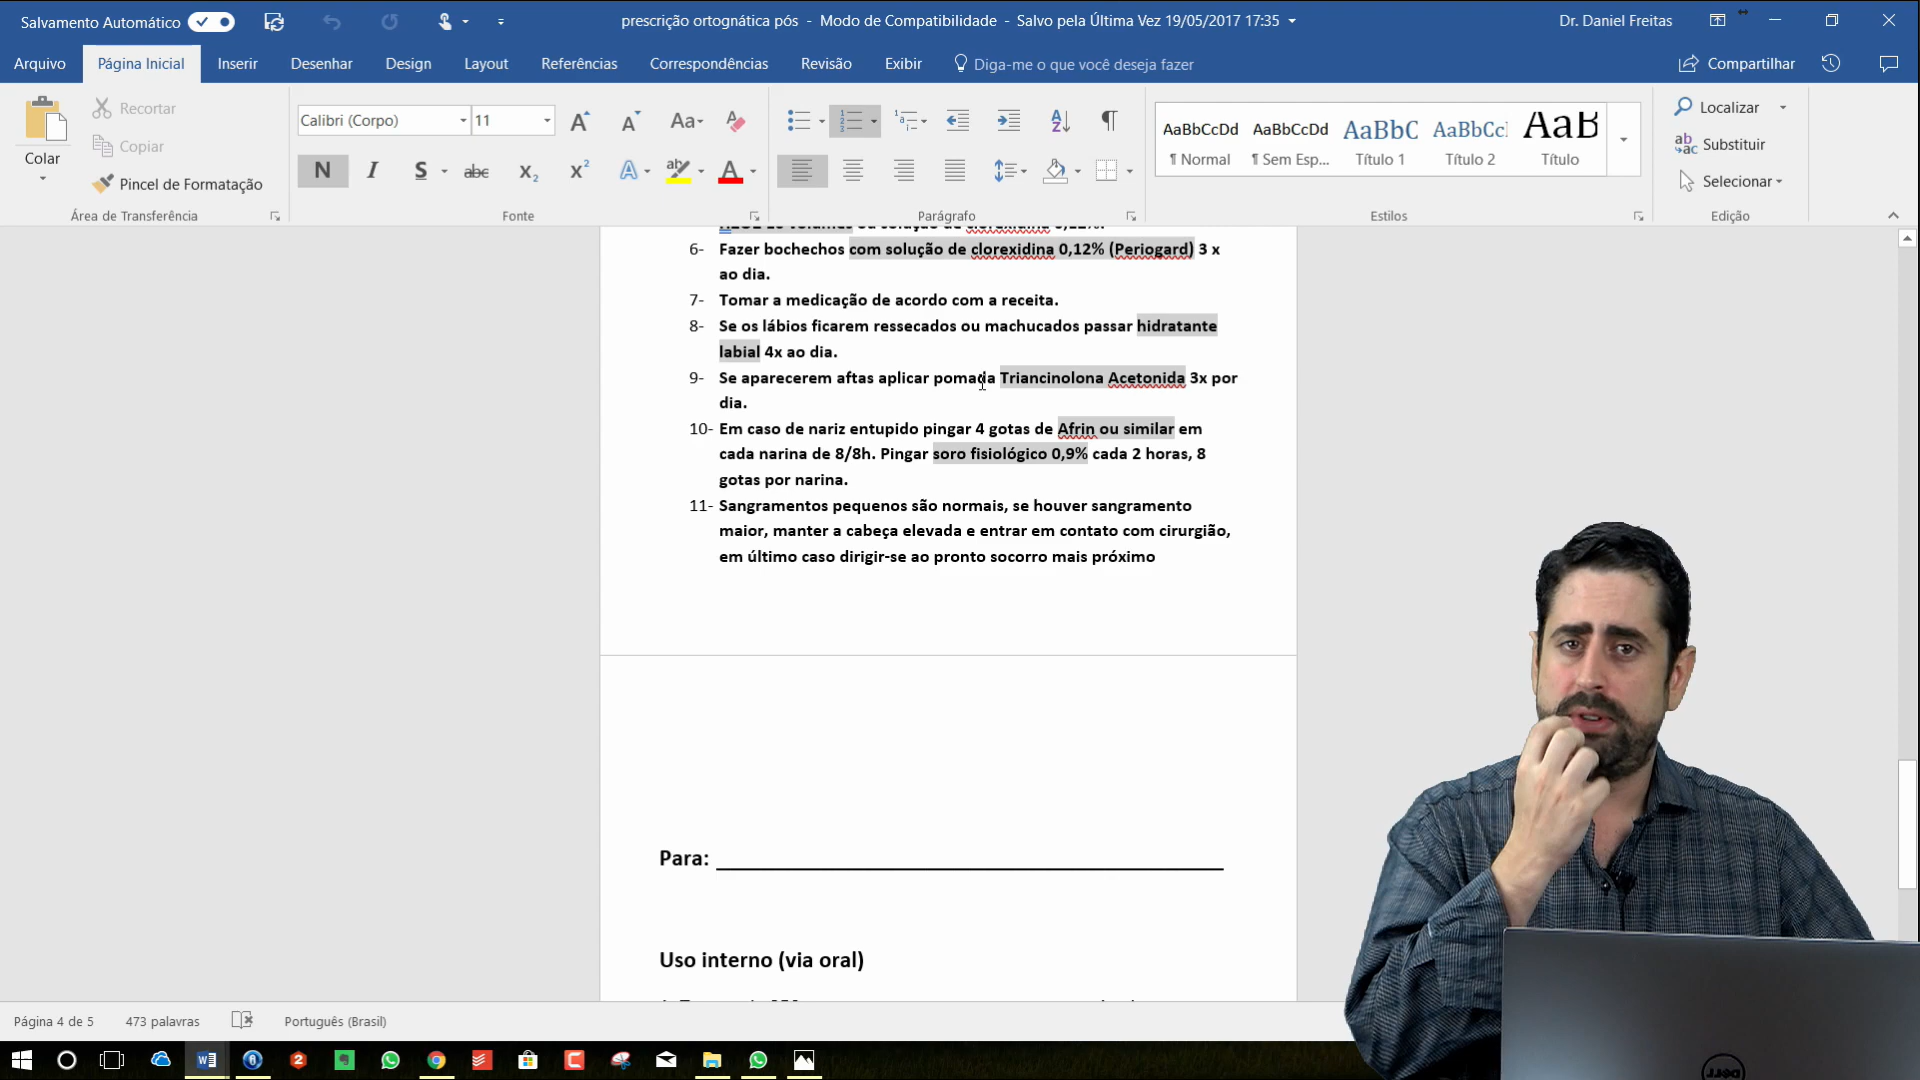 Salvamento Automático
prescrição ortognática pós - Modo de Compatibilidade - Salvo pela Última Vez 19/05/2017 17:35
Dr. Daniel Freitas
Arquivo
Página Inicial
Inserir
Desenhar
Design
Layout
Referências
Correspondências
Revisão
Exibir
Diga-me o que você deseja fazer
Compartilhar
Colar
Recortar
Copiar
Pincel de Formatação
Área de Transferência
Calibri (Corpo)
11
Fonte
Parágrafo
AaBbCcDd
¶ Normal
AaBbCcDd
¶ Sem Esp...
AaBbC
Título 1
AaBbCc
Título 2
AaB
Título
Estilos
Localizar
Substituir
Selecionar
Edição
6- Fazer bochechos com solução de clorexidina 0,12% (Periogard) 3 x
ao dia.
7- Tomar a medicação de acordo com a receita.
8- Se os lábios ficarem ressecados ou machucados passar hidratante
labial 4x ao dia.
9- Se aparecerem aftas aplicar pomada Triancinolona Acetonida 3x por
dia.
10- Em caso de nariz entupido pingar 4 gotas de Afrin ou similar em
cada narina de 8/8h. Pingar soro fisiológico 0,9% cada 2 horas, 8
gotas por narina.
11- Sangramentos pequenos são normais, se houver sangramento
maior, manter a cabeça elevada e entrar em contato com cirurgião,
em último caso dirigir-se ao pronto socorro mais próximo
Para:
Uso interno (via oral)
Página 4 de 5
473 palavras
Português (Brasil)
DELL